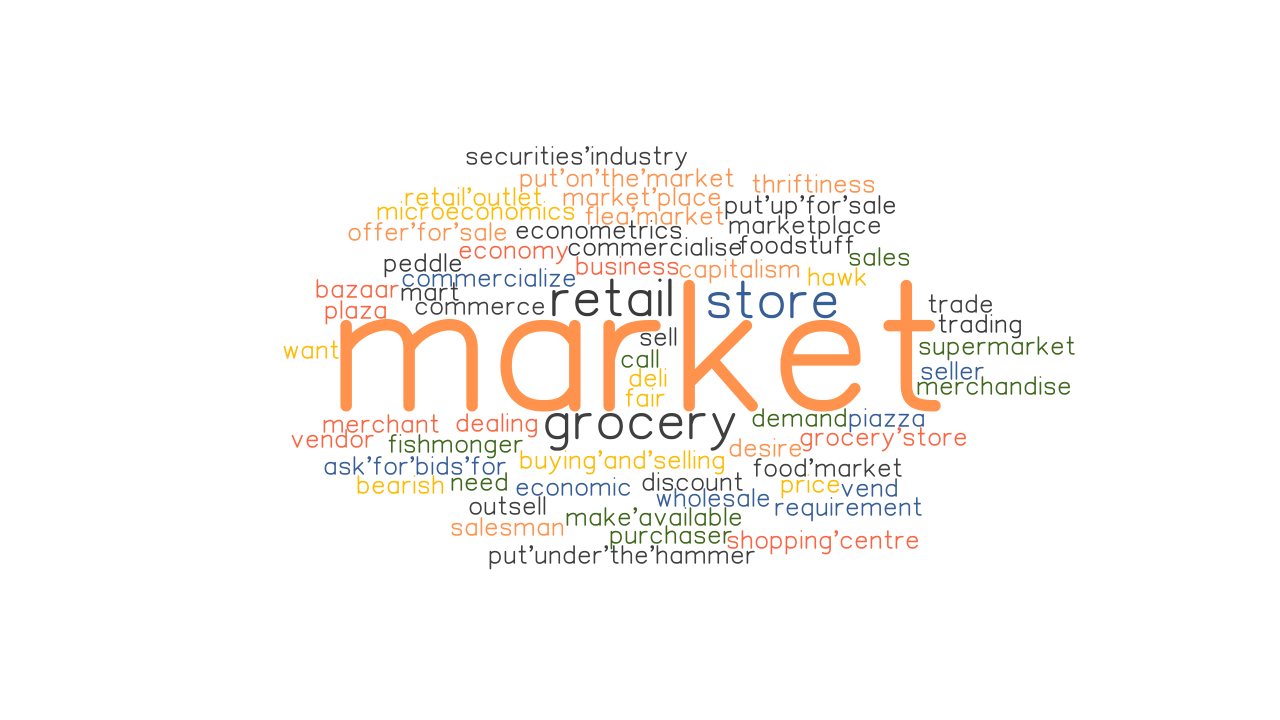 securities'industry
put'on'the'market
thriftiness
retail'outlet
market'place
put'up'for'sale
microeconomics
flea'market
marketplace
offer'for'sale
econometrics
commercialise
foodstuff
economy
sales
peddle
business
capitalism
hawk
commercialize
bazaar
mart
retail
store
commerce
plaza
trade
trading
market
sell
want
call
supermarket
deli
seller
fair
merchandise
merchant
dealing
grocery
demand
piazza
vendor
fishmonger
desire
grocery'store
ask'for'bids'for
buying'and'selling
food'market
bearish
need
economic
discount
price
vend
wholesale
outsell
requirement
salesman
make'available
purchaser
shopping'centre
put'under'the'hammer